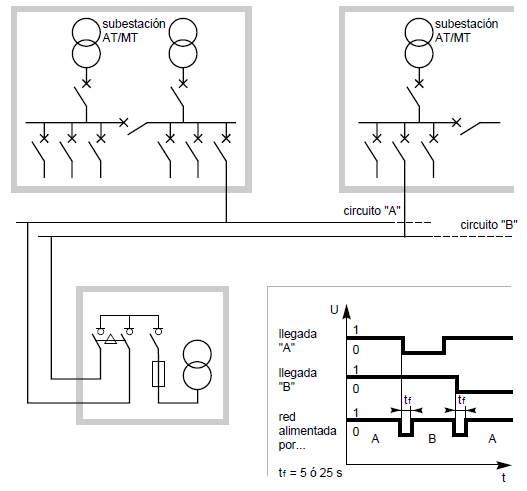 subestación
AT/MT
subestación
AT/MT
circuito "A"
circuito "B"
U
llegada
"A"
1
0
llegada
"B"
1
0
tf
tf
red
alimentada
por...
1
0
A
B
A
tf = 5 ó 25 s
t